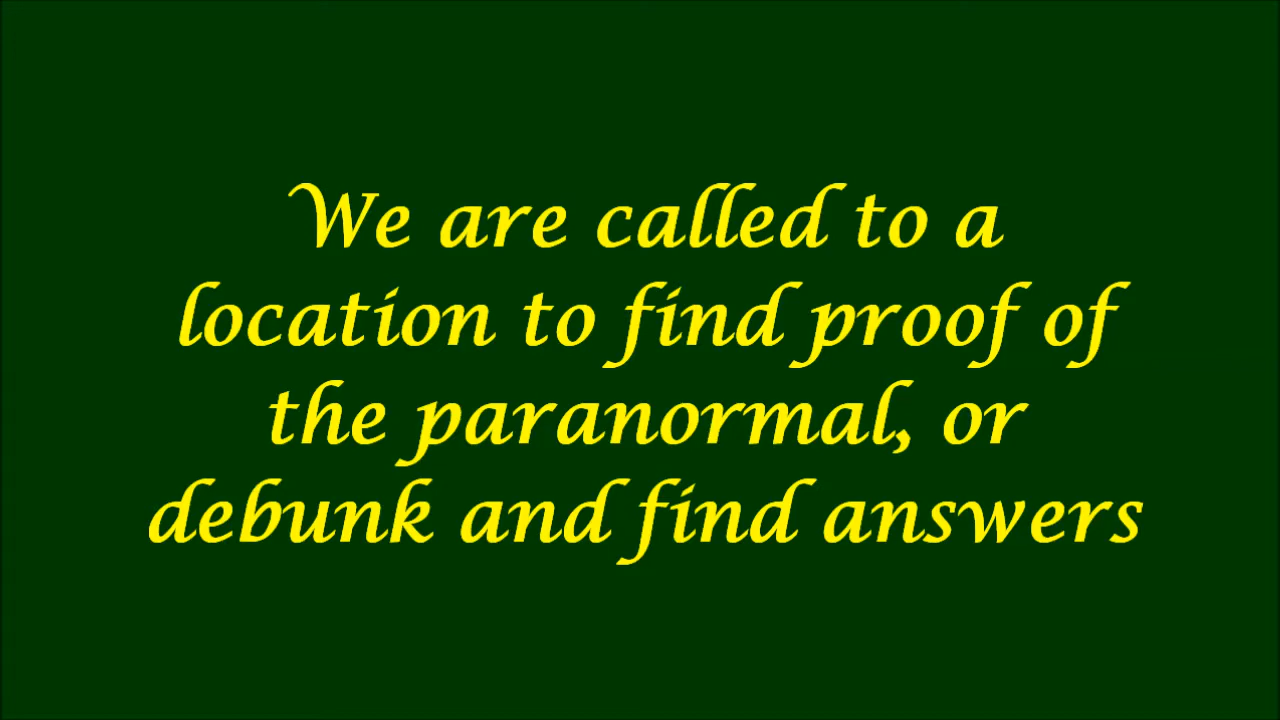 We are called to a
location to find proof of
the paranormal, or
debunk and find answers